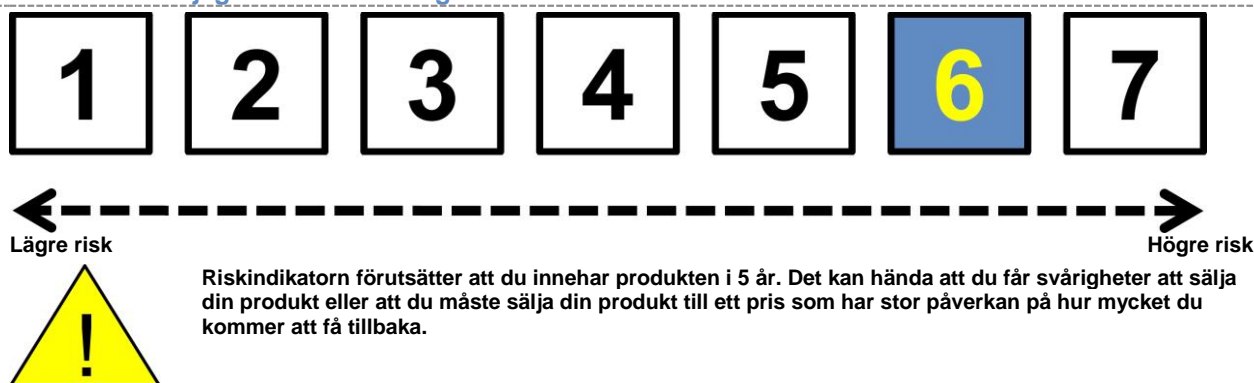 1 2 3 4 5 6 7
Lägre risk Högre risk
!
Riskindikatorn förutsätter att du innehar produkten i 5 år. Det kan hända att du får svårigheter att sälja
din produkt eller att du måste sälja din produkt till ett pris som har stor påverkan på hur mycket du
kommer att få tillbaka.